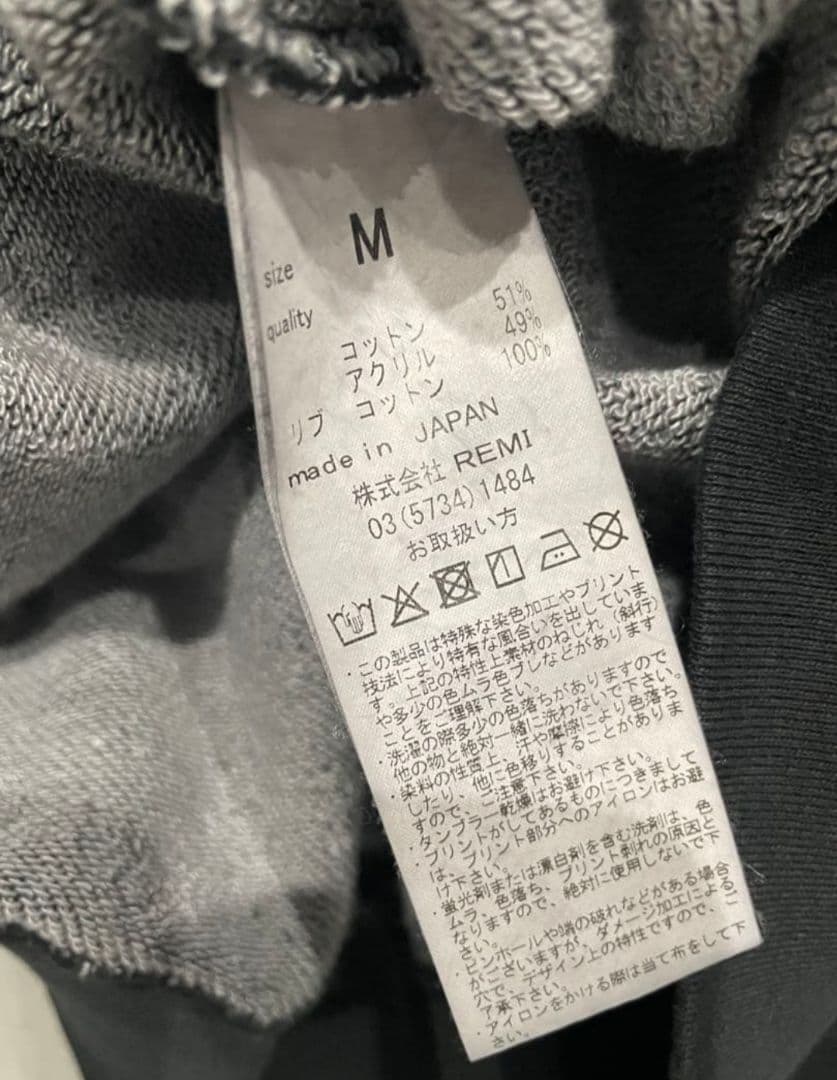 size M
quality
コットン 51%
アクリル 49%
リブ コットン 100%
made in JAPAN
株式会社 REMI
03(5734)1484
お取扱い方
・この製品は特殊な染色加工やプリント
技法により特有な風合いを出していま
す。上記の特性上素材のねじれ（斜行）
や多少の色ムラ色ブレなどがあります
ことをご理解下さい。
・洗濯の際多少の色落ちがありますので
他の物と絶対一緒に洗わないで下さい。
・染料の性質上、汗や摩擦により色落ち
したり、他に色移りすることがありま
すので、ご注意下さい。
・タンブラー乾燥はお避け下さい。
・プリントがしてあるものにつきまして
は、プリント部分へのアイロンはお避
け下さい。
・蛍光剤または漂白剤を含む洗剤は、色
ムラ、色落ち、プリント剥れの原因と
なりますので、絶対に使用しないで下
さい。
・ピンホールや端の破れなどがある場合
がございますが、ダメージ加工によるこ
穴で、デザイン上の特性ですので、
了承下さい。
・アイロンをかける際は当て布をして下
さい。